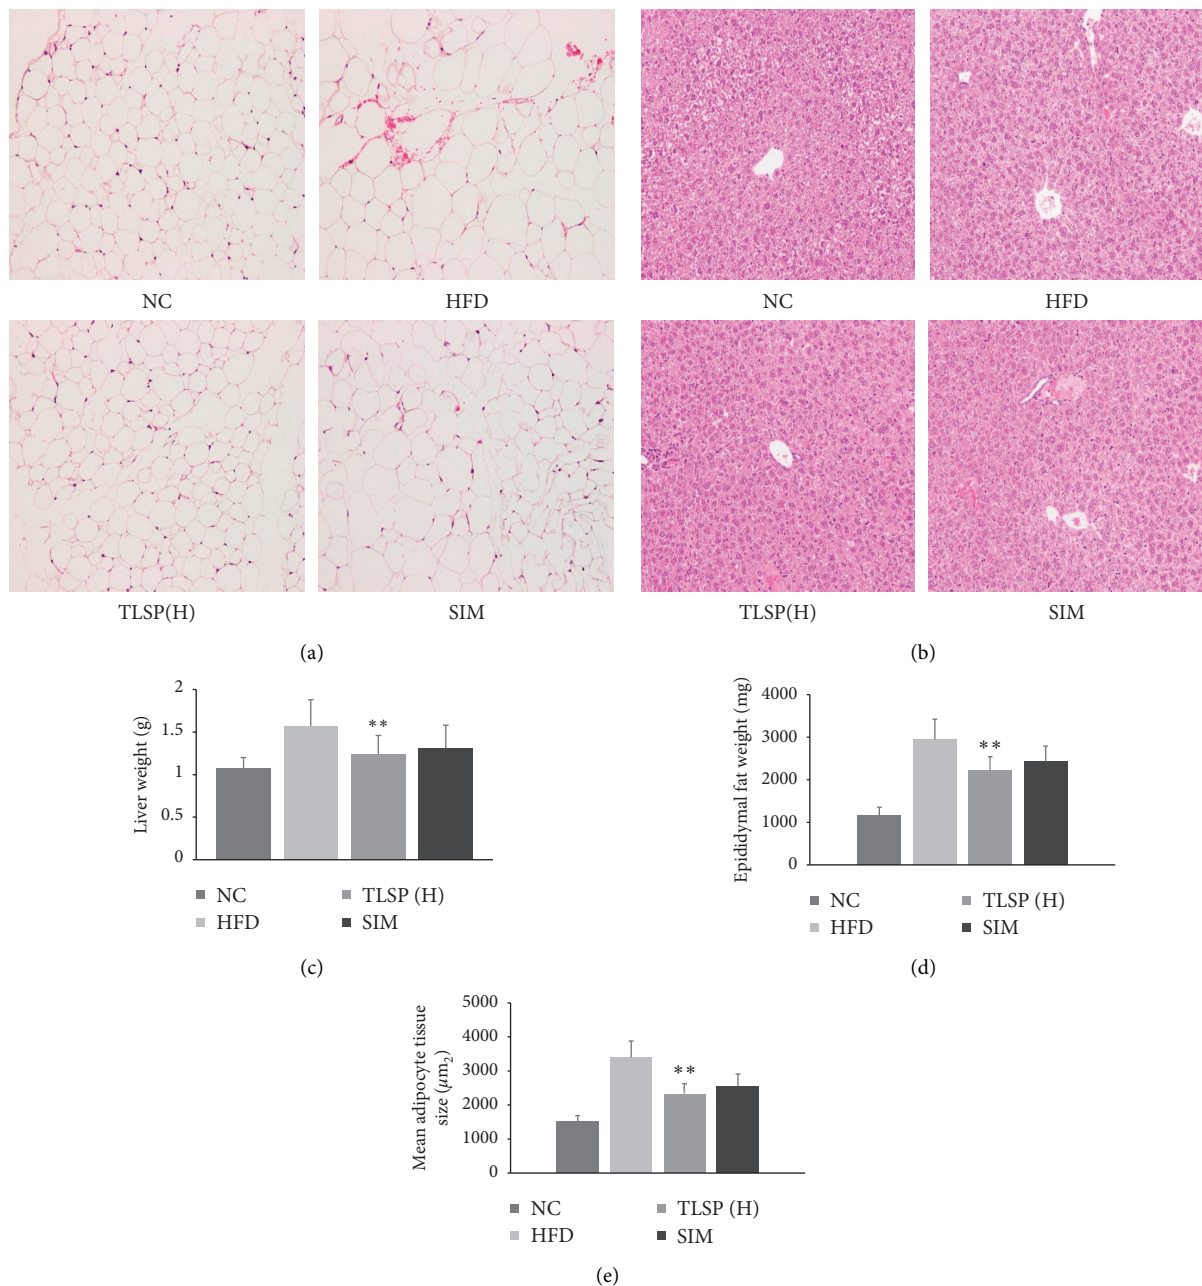 NC
HFD
NC
HFD
TLSP(H)
SIM
TLSP(H)
SIM
(a)
(b)
Liver weight (g)
2
1.5
1
0.5
0
**
NC
TLSP (H)
HFD
SIM
(c)
Epididymal fat weight (mg)
4000
3000
2000
1000
0
**
NC
TLSP (H)
HFD
SIM
(d)
Mean adipocyte tissue
size (μm₂)
5000
4000
3000
2000
1000
0
**
NC
TLSP (H)
HFD
SIM
(e)